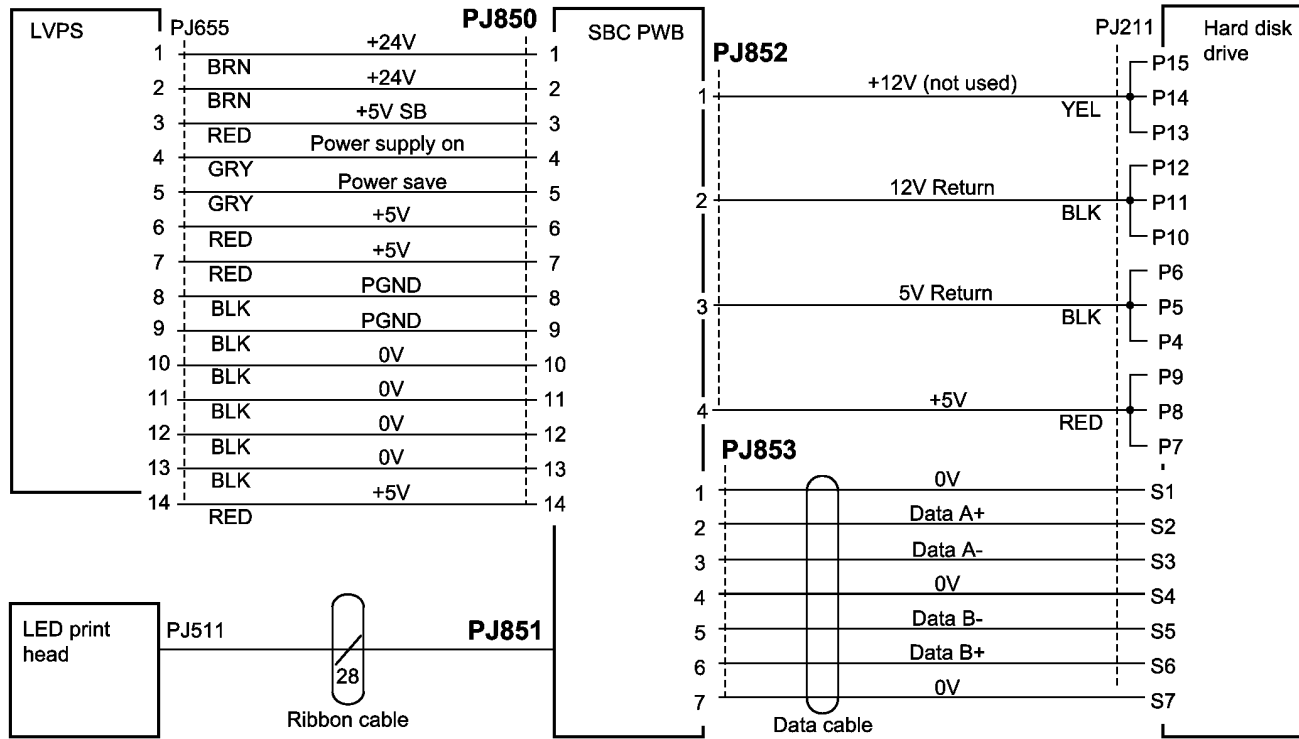 LVPS
PJ655
PJ850
SBC PWB
1 +24V 1
BRN
2 +24V 2
BRN
3 +5V SB 3
RED
4 Power supply on 4
GRY
5 Power save 5
GRY
6 +5V 6
RED
7 +5V 7
RED
8 PGND 8
BLK
9 PGND 9
BLK
10 0V 10
BLK
11 0V 11
BLK
12 0V 12
BLK
13 0V 13
BLK
14 +5V 14
RED
LED print
head
PJ511
28
Ribbon cable
PJ851
PJ852
PJ211
Hard disk
drive
P15
1 +12V (not used) P14
YEL
P13
P12
2 12V Return P11
BLK
P10
P6
3 5V Return P5
BLK
P4
P9
4 +5V P8
RED
P7
PJ853
1 0V S1
2 Data A+ S2
3 Data A- S3
4 0V S4
5 Data B- S5
6 Data B+ S6
7 0V S7
Data cable